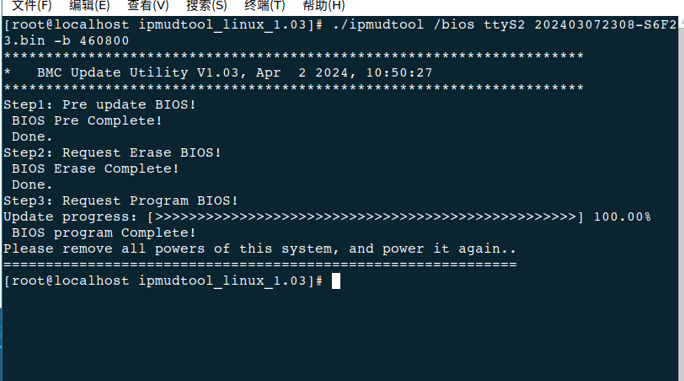 文件(F) 编辑(E) 查看(V) 搜索(S) 终端(T) 帮助(H)
[root@localhost ipmudtool_linux_1.03]# ./ipmudtool /bios ttyS2 202403072308-S6F2
3.bin -b 460800
*********************************************************************
*   BMC Update Utility V1.03, Apr  2 2024, 10:50:27
*********************************************************************
Step1: Pre update BIOS!
 BIOS Pre Complete!
 Done.
Step2: Request Erase BIOS!
 BIOS Erase Complete!
 Done.
Step3: Request Program BIOS!
Update progress: [>>>>>>>>>>>>>>>>>>>>>>>>>>>>>>>>>>>>>>>>>>>>>>>>>>] 100.00%
 BIOS program Complete!
Please remove all powers of this system, and power it again..
=============================================================
[root@localhost ipmudtool_linux_1.03]#